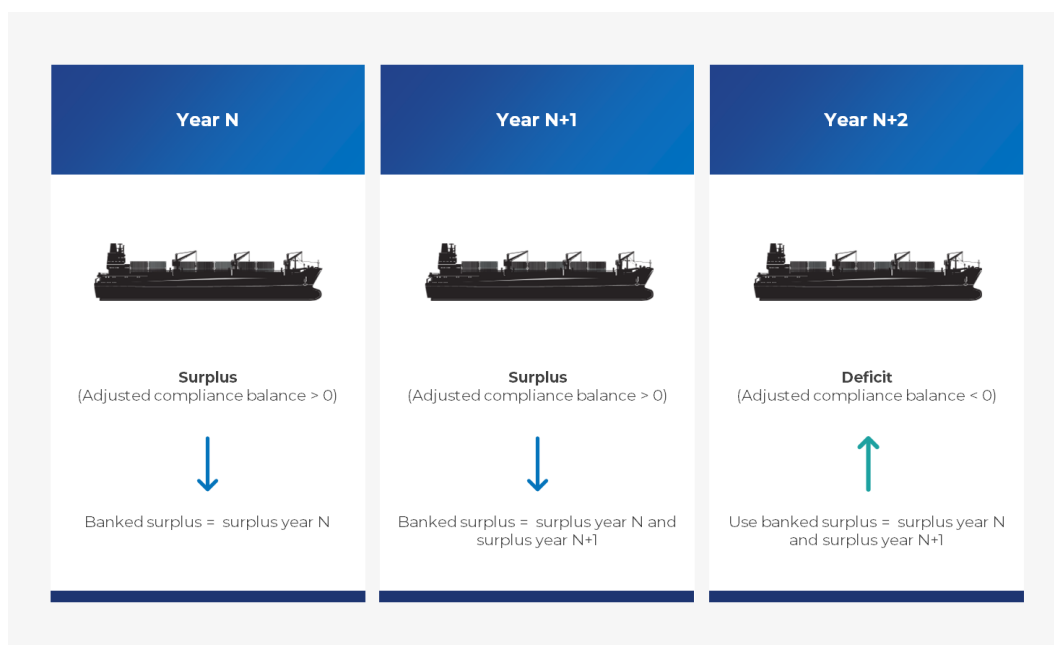 Year N
Surplus
(Adjusted compliance balance > 0)
Banked surplus = surplus year N
Year N+1
Surplus
(Adjusted compliance balance > 0)
Banked surplus = surplus year N and
surplus year N+1
Year N+2
Deficit
(Adjusted compliance balance < 0)
Use banked surplus = surplus year N
and surplus year N+1